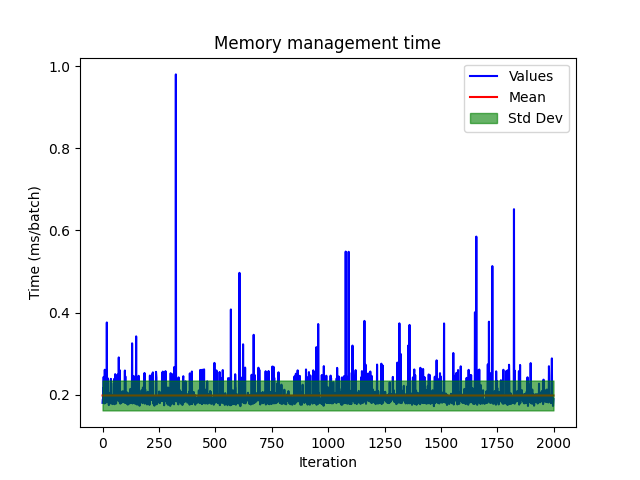 Memory management time
Values
Mean
Std Dev
Time (ms/batch)
1.0
0.8
0.6
0.4
0.2
0 250 500 750 1000 1250 1500 1750 2000
Iteration